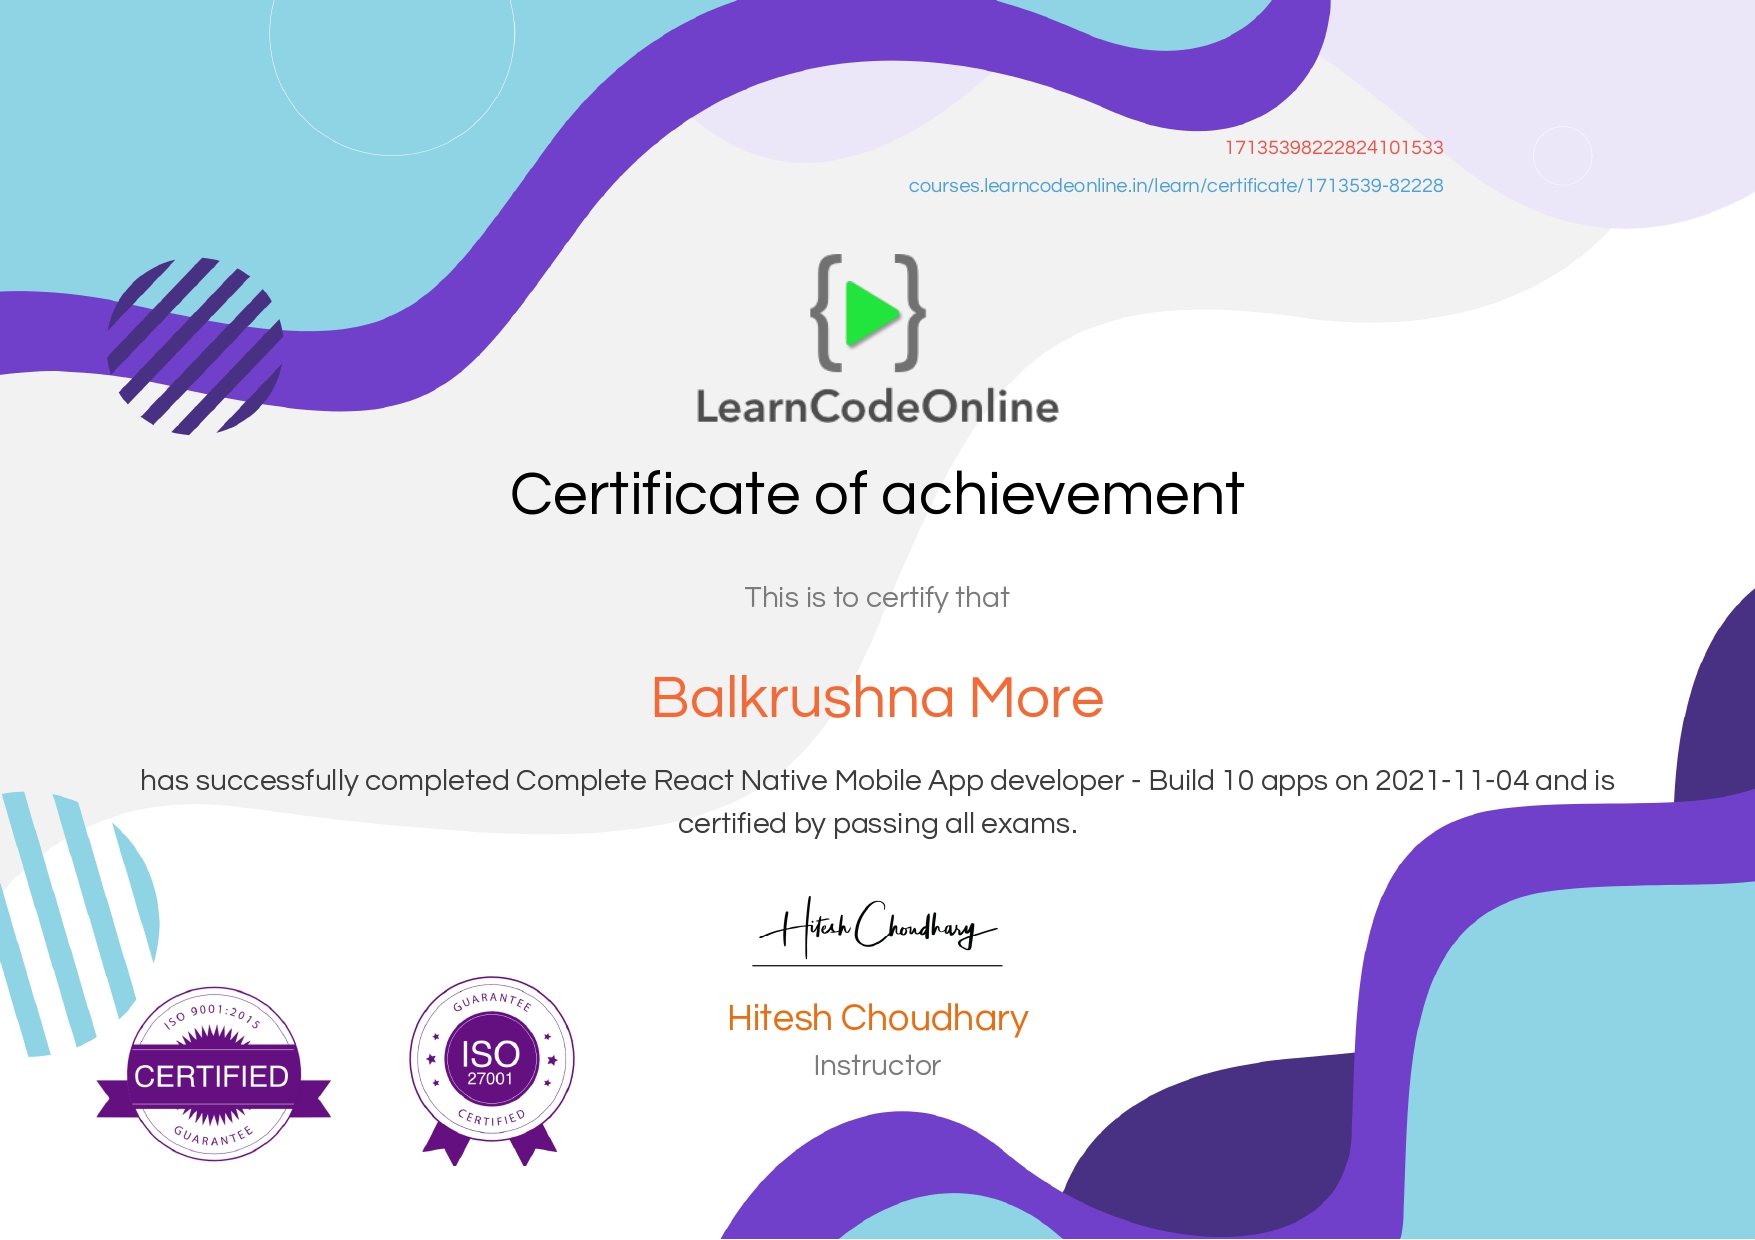 17135398222824101533
courses.learncodeonline.in/learn/certificate/1713539-82228
LearnCodeOnline
Certificate of achievement
This is to certify that
Balkrushna More
has successfully completed Complete React Native Mobile App developer - Build 10 apps on 2021-11-04 and is
certified by passing all exams.
Hitesh Choudhary
Hitesh Choudhary
Instructor
ISO 9001:2015
CERTIFIED
GUARANTEE
GUARANTEE
ISO
27001
CERTIFIED